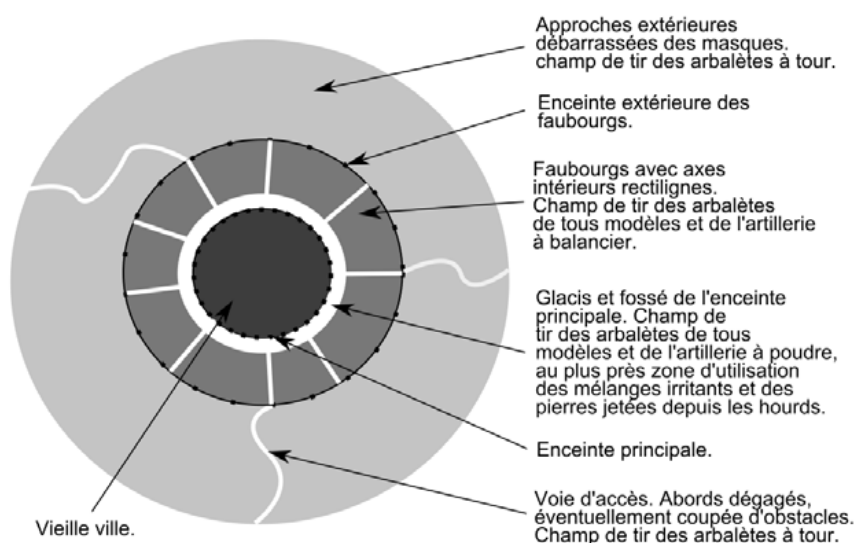 Approches extérieures
débarrassées des masques.
champ de tir des arbalètes à tour.
Enceinte extérieure des
faubourgs.
Faubourgs avec axes
intérieurs rectilignes.
Champ de tir des arbalètes
de tous modèles et de l'artillerie
à balancier.
Glacis et fossé de l'enceinte
principale. Champ de
tir des arbalètes de tous
modèles et de l'artillerie à poudre,
au plus près zone d'utilisation
des mélanges irritants et des
pierres jetées depuis les hourds.
Enceinte principale.
Voie d'accès. Abords dégagés,
éventuellement coupée d'obstacles.
Champ de tir des arbalètes à tour.
Vieille ville.